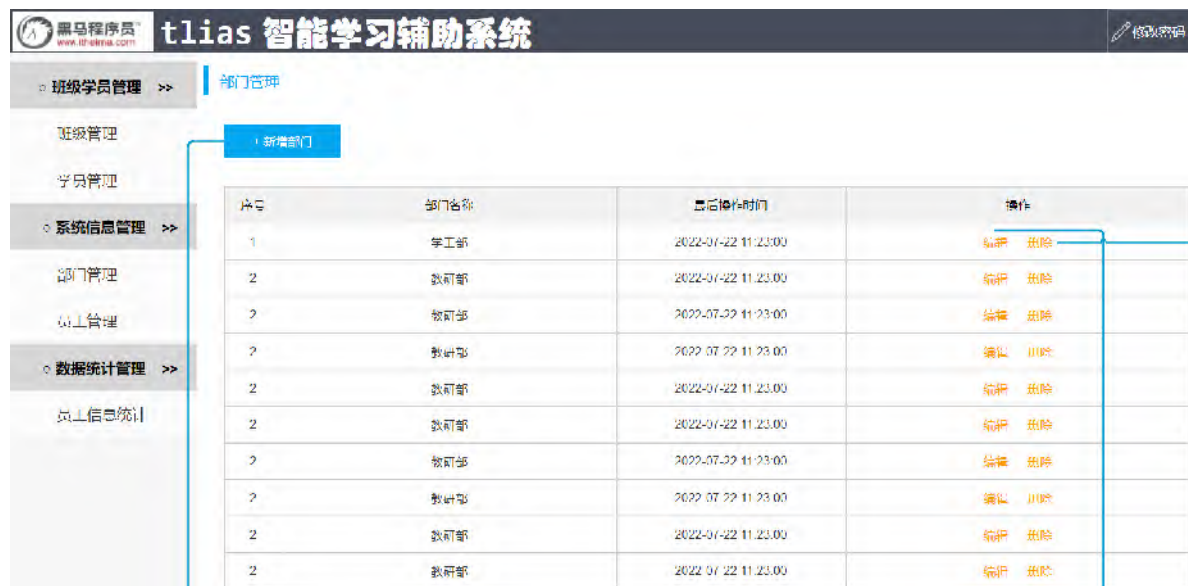 黑马程序员
www.itheima.com
tlias 智能学习辅助系统
修改密码
班级学员管理 >>
班级管理
学员管理
系统信息管理 >>
部门管理
员工管理
数据统计管理 >>
员工信息统计
部门管理
+ 新增部门
序号 部门名称 最后操作时间 操作
1 学工部 2022-07-22 11:23:00 编辑 删除
2 教研部 2022-07-22 11:23:00 编辑 删除
2 教研部 2022-07-22 11:23:00 编辑 删除
2 教研部 2022-07-22 11:23:00 编辑 删除
2 教研部 2022-07-22 11:23:00 编辑 删除
2 教研部 2022-07-22 11:23:00 编辑 删除
2 教研部 2022-07-22 11:23:00 编辑 删除
2 教研部 2022-07-22 11:23:00 编辑 删除
2 教研部 2022-07-22 11:23:00 编辑 删除
2 教研部 2022-07-22 11:23:00 编辑 删除